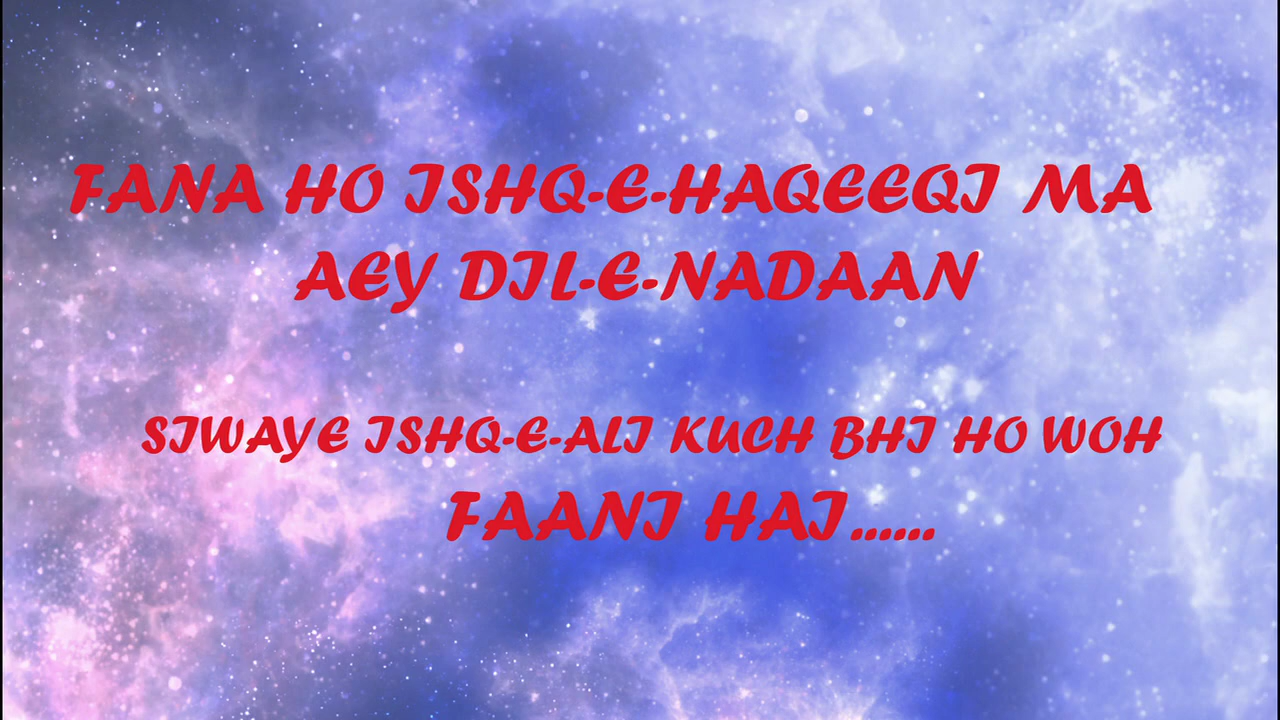 FANA HO ISHQ-E-HAQEEQI MA
AEY DIL-E-NADAAN
SIWAYE ISHQ-E-ALI KUCH BHI HO WOH
FAANI HAI......